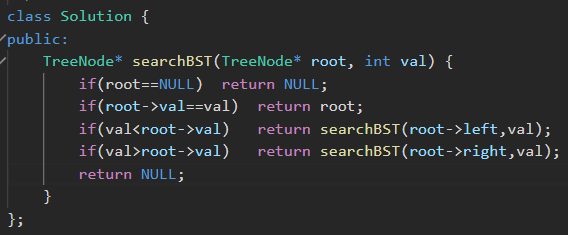 class Solution {
public:
    TreeNode* searchBST(TreeNode* root, int val) {
        if(root==NULL)  return NULL;
        if(root->val==val)  return root;
        if(val<root->val)   return searchBST(root->left,val);
        if(val>root->val)   return searchBST(root->right,val);
        return NULL;
    }
};